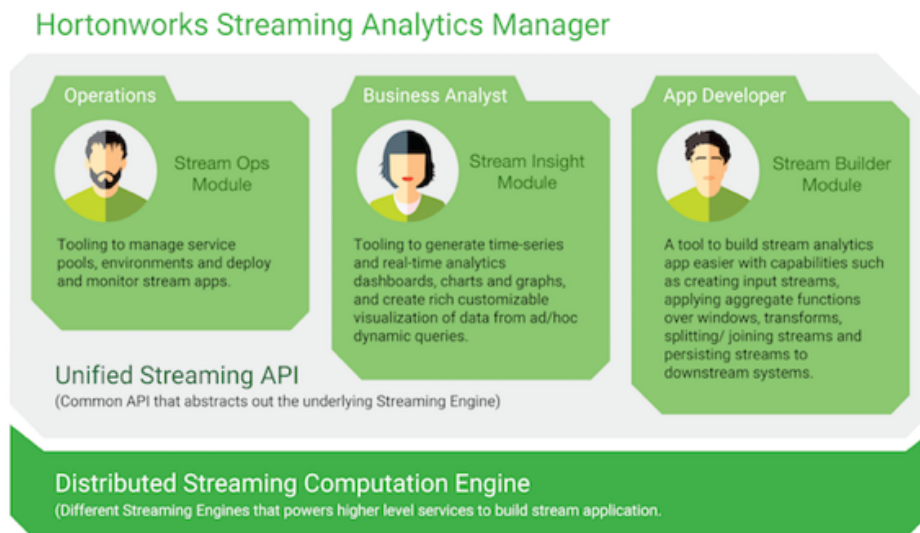 Hortonworks Streaming Analytics Manager
Operations
Stream Ops
Module
Tooling to manage service
pools, environments and deploy
and monitor stream apps.
Business Analyst
Stream Insight
Module
Tooling to generate time-series
and real-time analytics
dashboards, charts and graphs,
and create rich customizable
visualization of data from ad/hoc
dynamic queries.
App Developer
Stream Builder
Module
A tool to build stream analytics
app easier with capabilities such
as creating input streams,
applying aggregate functions
over windows, transforms,
splitting/ joining streams and
persisting streams to
downstream systems.
Unified Streaming API
(Common API that abstracts out the underlying Streaming Engine)
Distributed Streaming Computation Engine
(Different Streaming Engines that powers higher level services to build stream application.